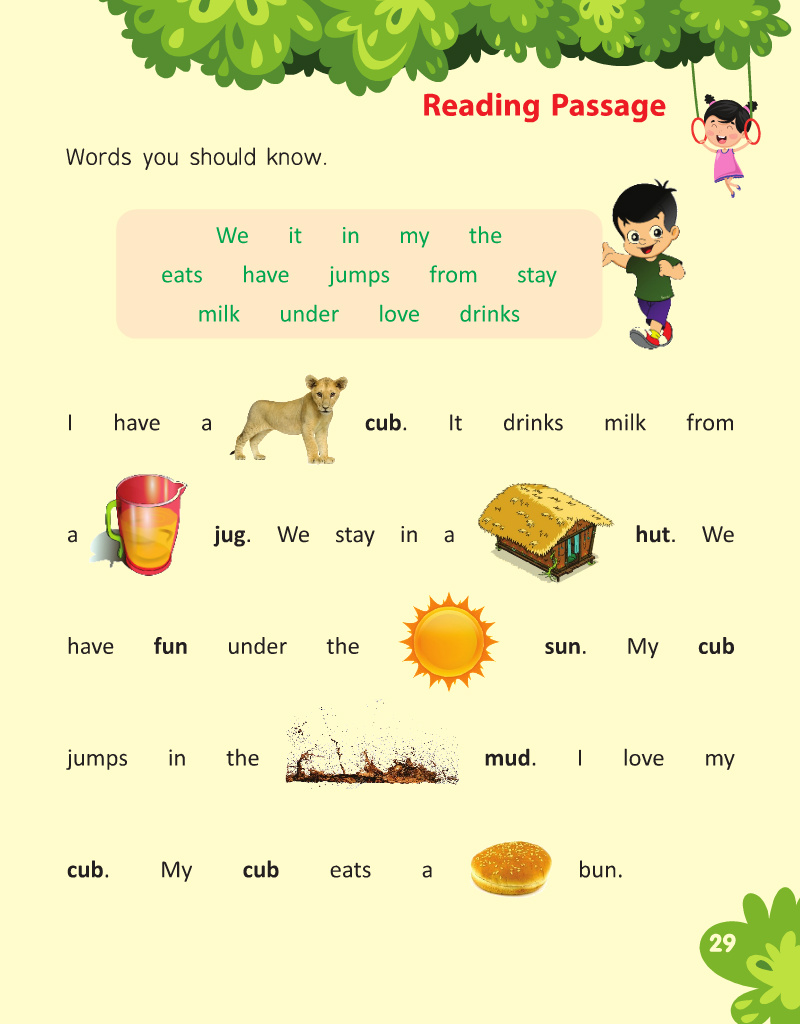 Reading Passage
Words you should know.
We it in my the
eats have jumps from stay
milk under love drinks
I have a cub. It drinks milk from
a jug. We stay in a hut. We
have fun under the sun. My cub
jumps in the mud. I love my
cub. My cub eats a bun.
29